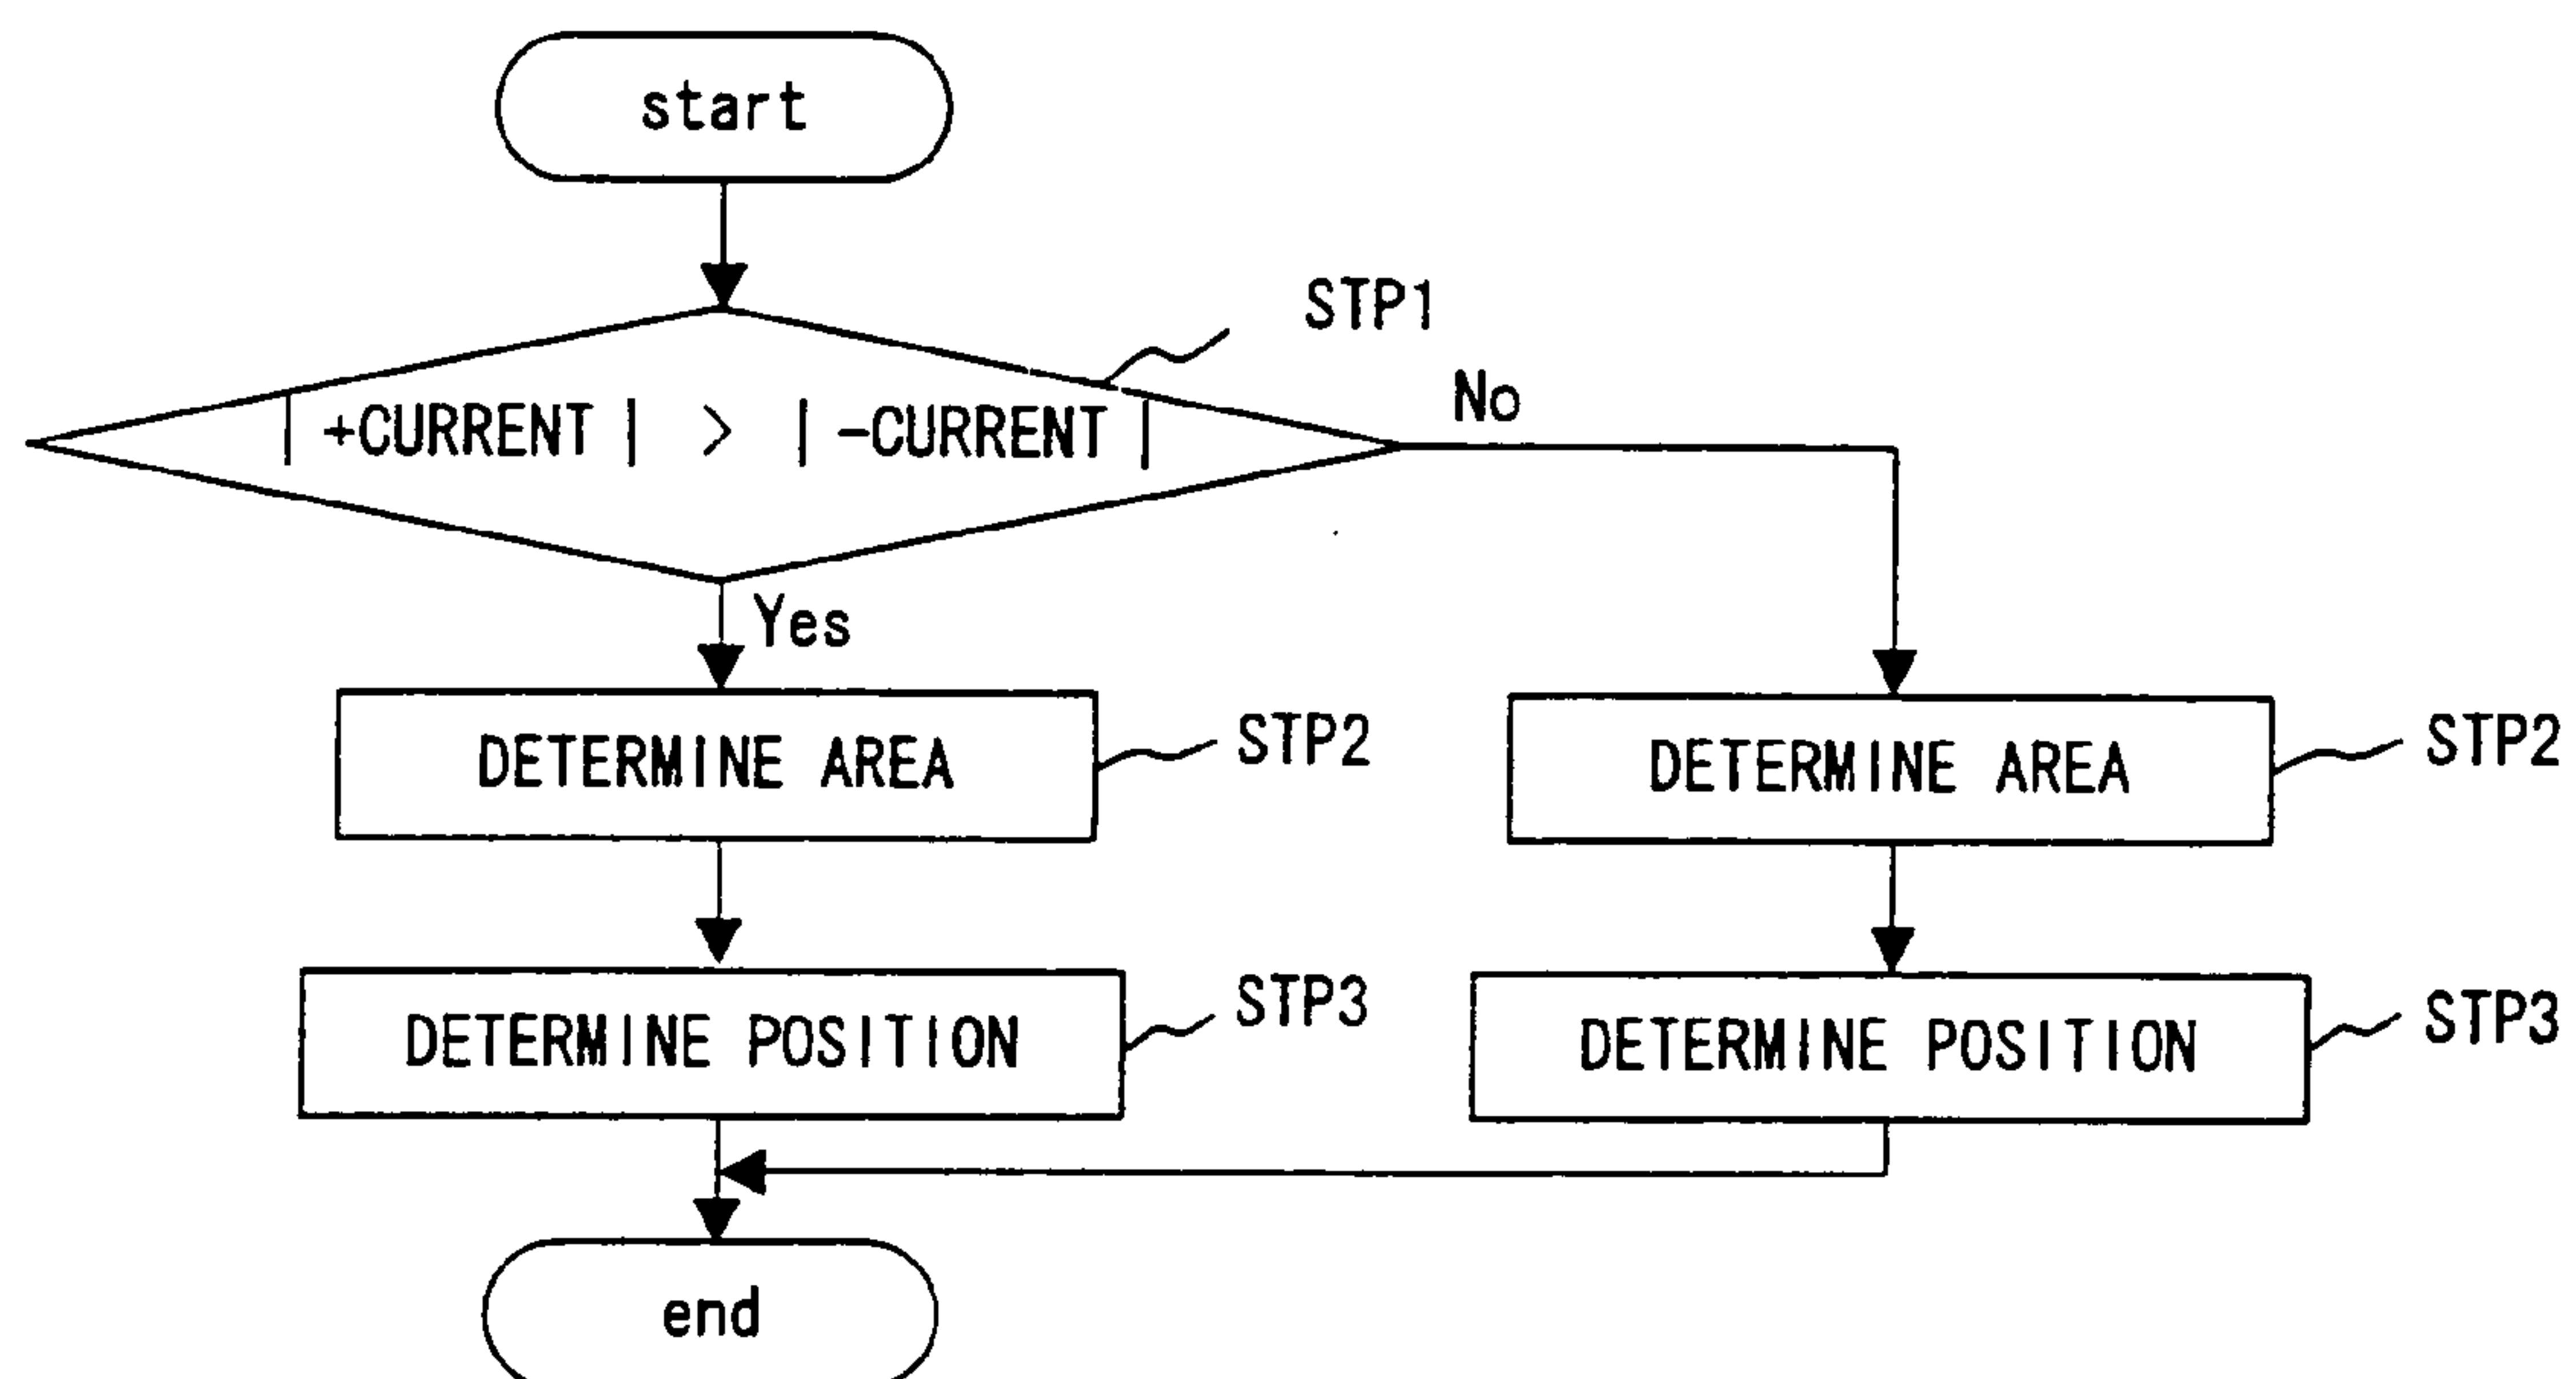 start
STP1
| +CURRENT | > | -CURRENT |
No
Yes
DETERMINE AREA
STP2
DETERMINE AREA
STP2
DETERMINE POSITION
STP3
DETERMINE POSITION
STP3
end